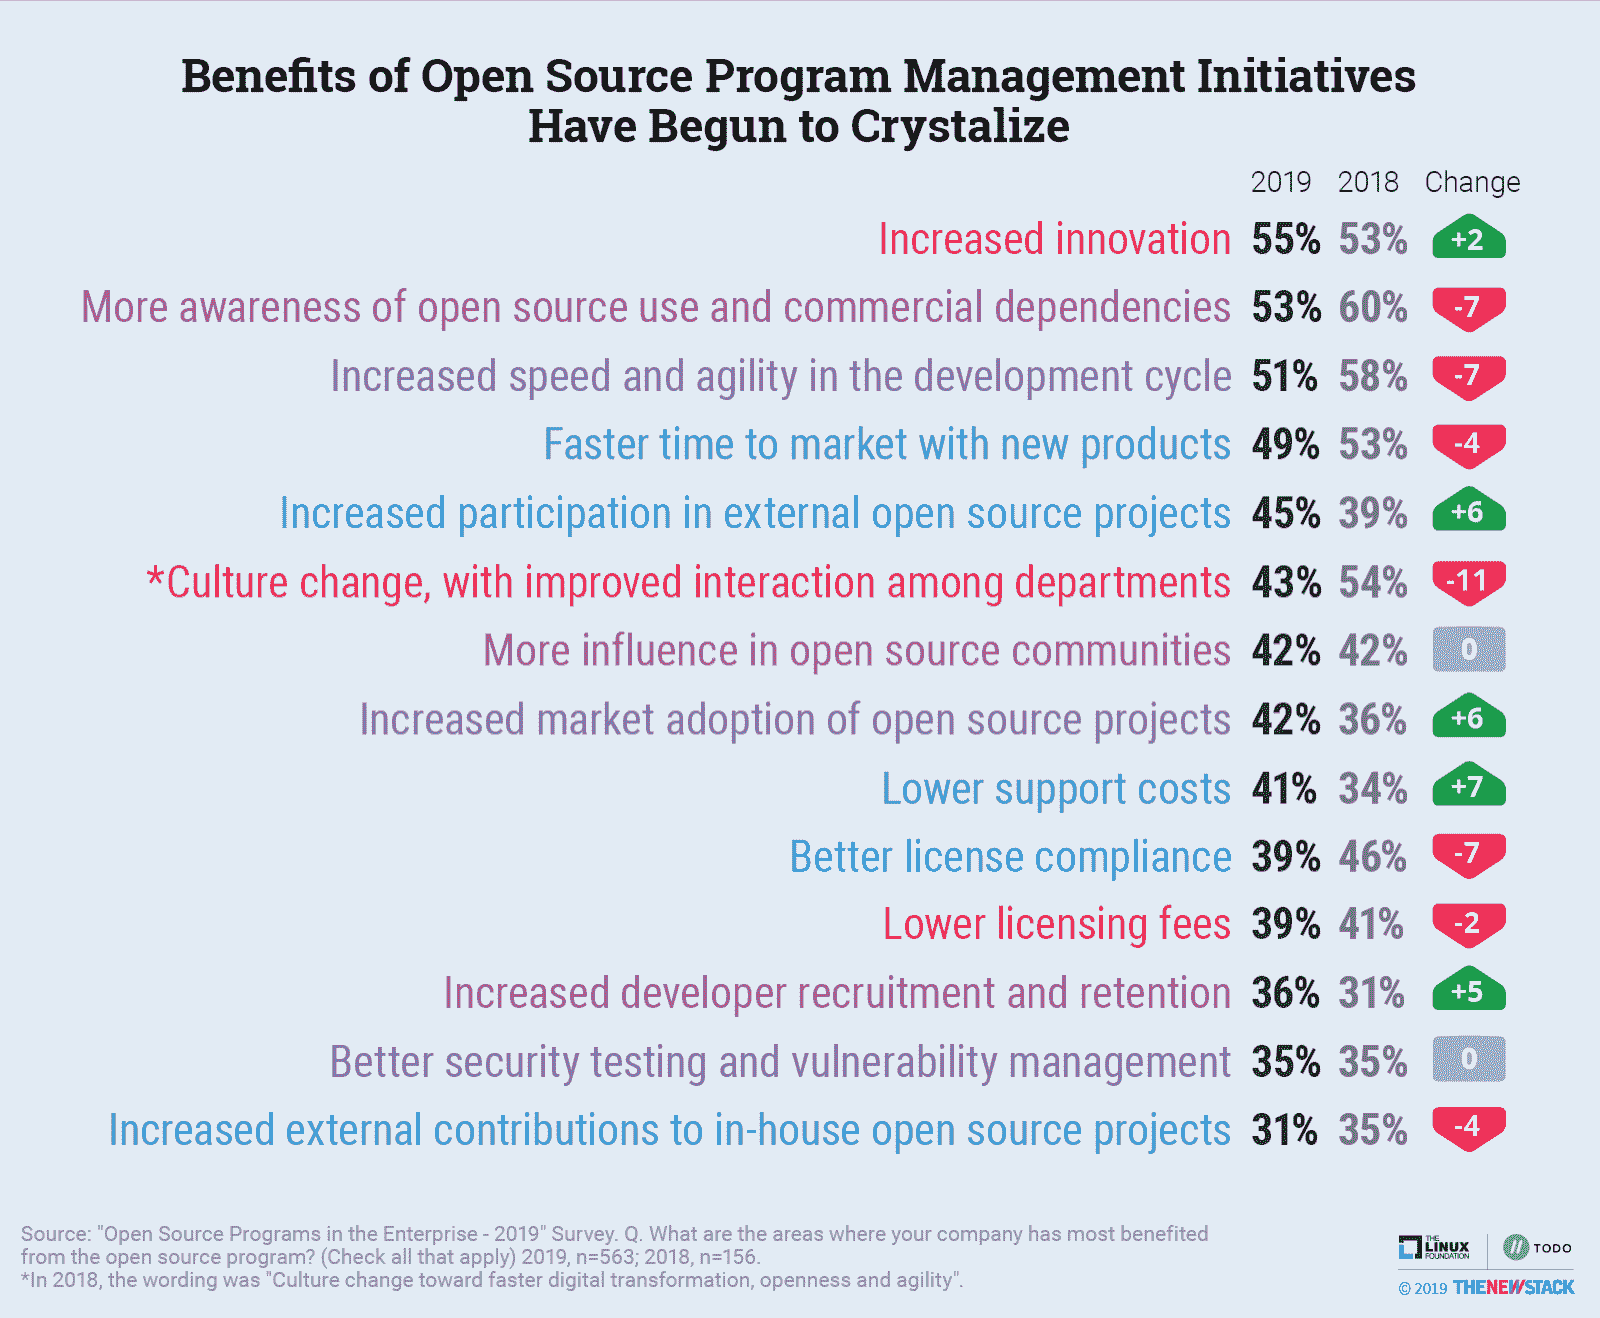 Benefits of Open Source Program Management Initiatives
Have Begun to Crystalize
2019 2018 Change
Increased innovation 55% 53% +2
More awareness of open source use and commercial dependencies 53% 60% -7
Increased speed and agility in the development cycle 51% 58% -7
Faster time to market with new products 49% 53% -4
Increased participation in external open source projects 45% 39% +6
*Culture change, with improved interaction among departments 43% 54% -11
More influence in open source communities 42% 42% 0
Increased market adoption of open source projects 42% 36% +6
Lower support costs 41% 34% +7
Better license compliance 39% 46% -7
Lower licensing fees 39% 41% -2
Increased developer recruitment and retention 36% 31% +5
Better security testing and vulnerability management 35% 35% 0
Increased external contributions to in-house open source projects 31% 35% -4
Source: "Open Source Programs in the Enterprise - 2019" Survey. Q. What are the areas where your company has most benefited
from the open source program? (Check all that apply) 2019, n=563; 2018, n=156.
*In 2018, the wording was "Culture change toward faster digital transformation, openness and agility".
THE
LINUX
FOUNDATION
TODO
© 2019 THENEWSTACK